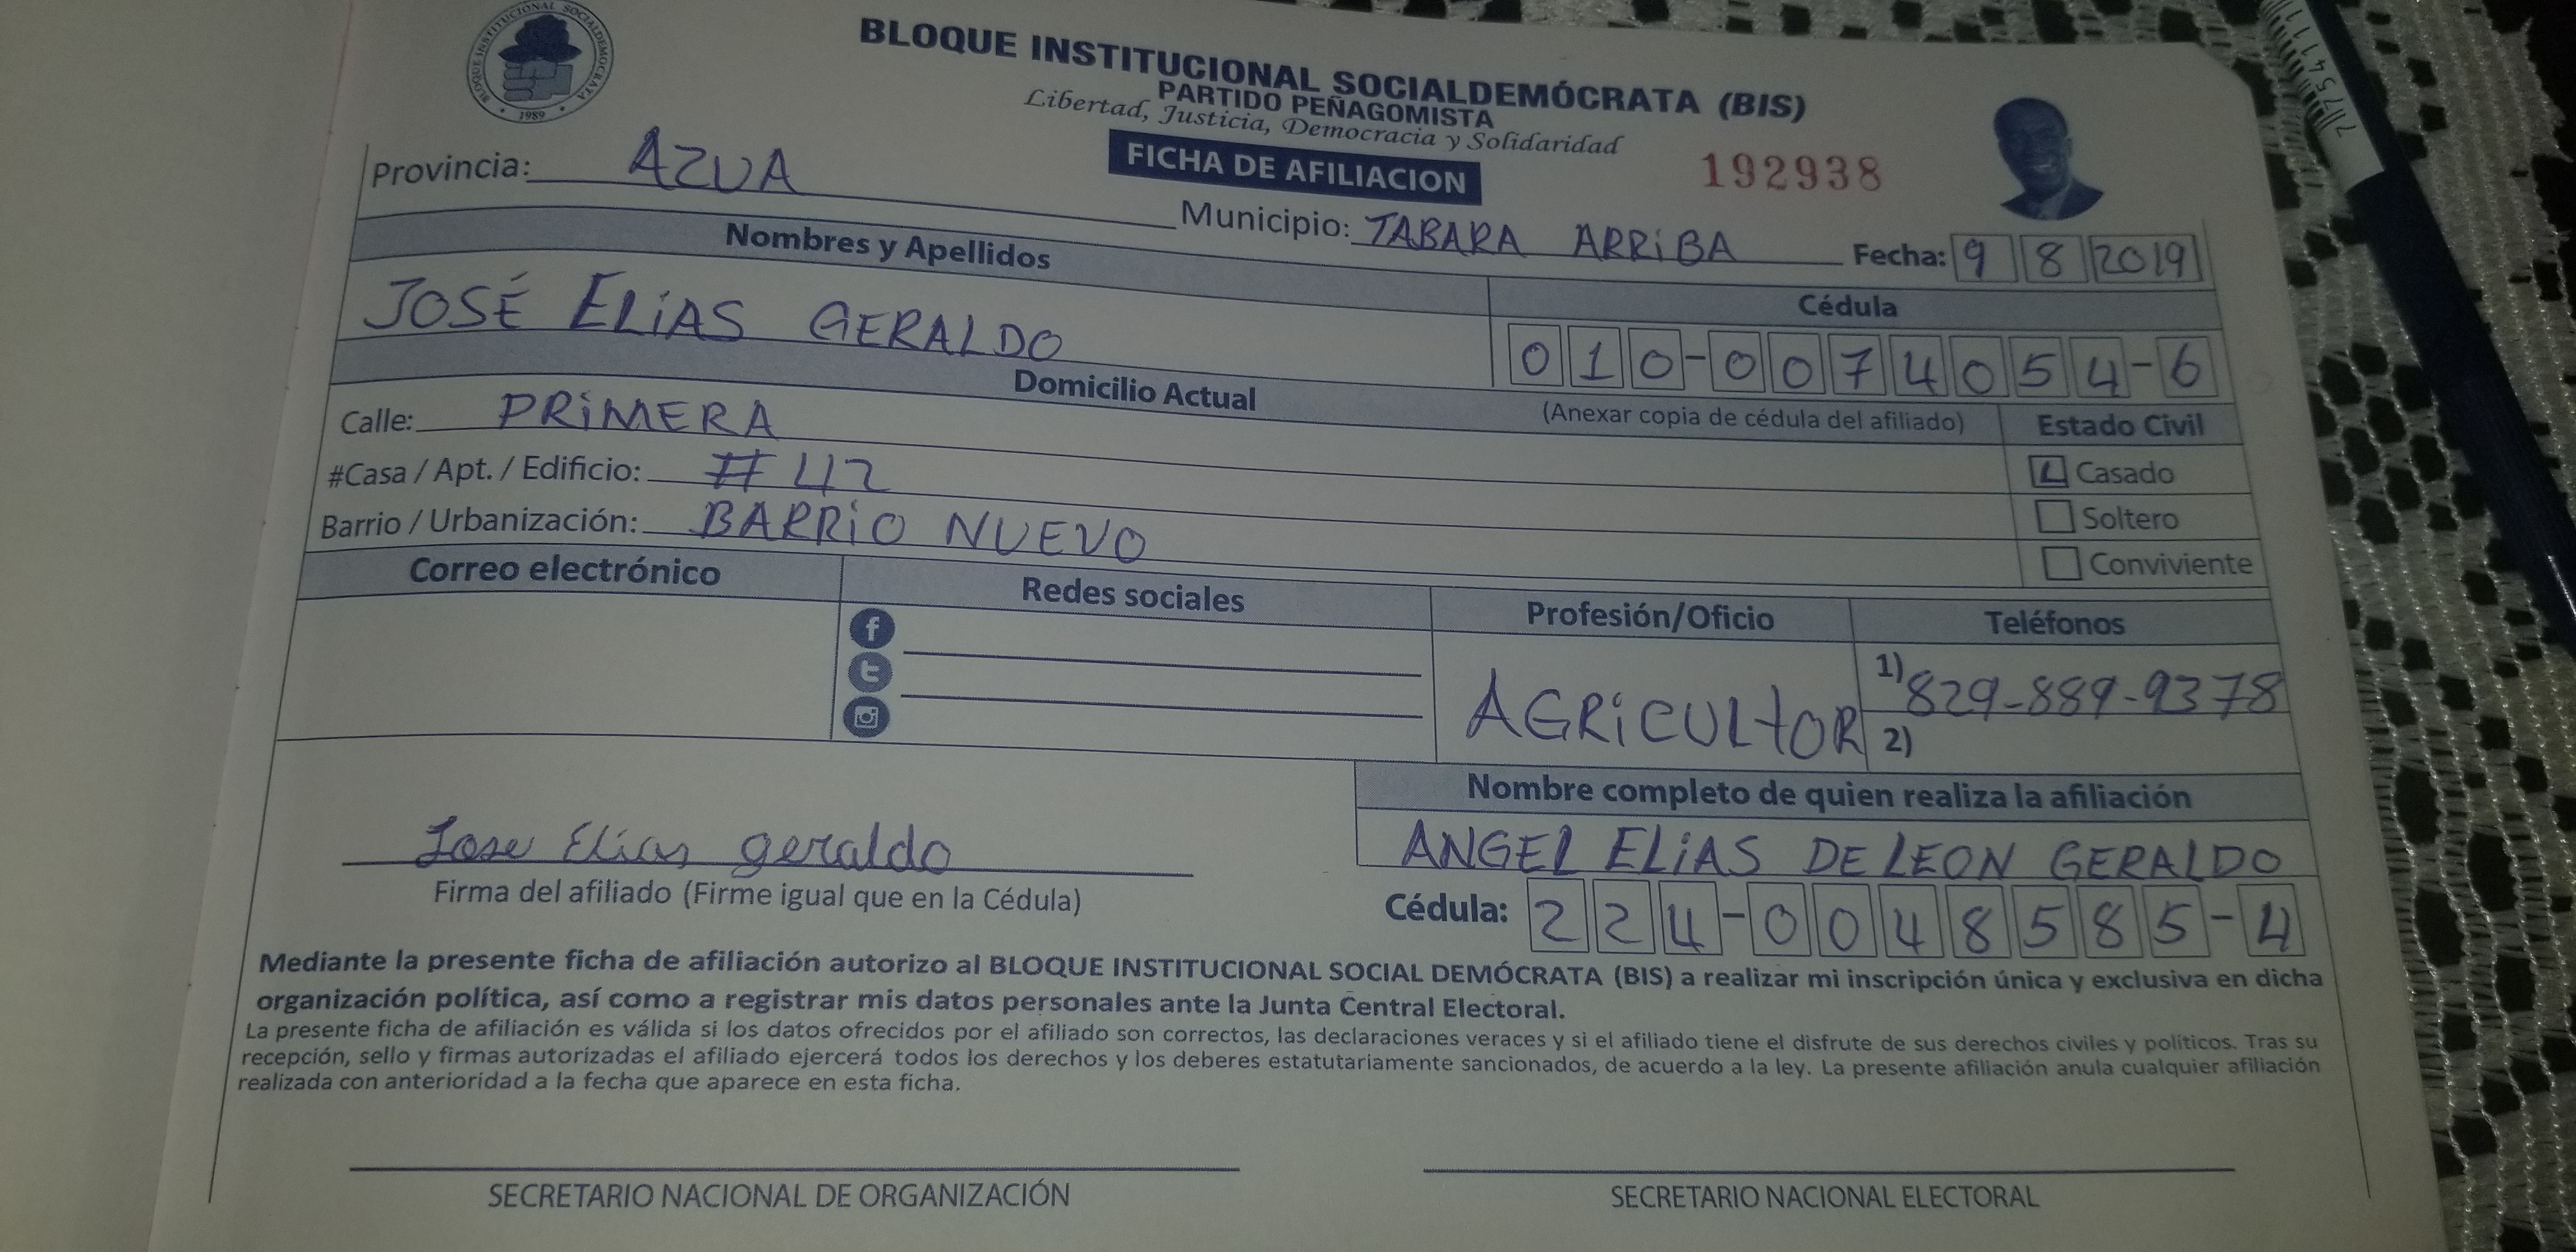 BLOQUE INSTITUCIONAL SOCIALDEMOCRATA
1989
BLOQUE INSTITUCIONAL SOCIALDEMÓCRATA (BIS)
PARTIDO PEÑAGOMISTA
Libertad, Justicia, Democracia y Solidaridad
FICHA DE AFILIACION
192938
Provincia: AZUA
Municipio: TABARA ARRiBA
Fecha: 9 8 2019
Nombres y Apellidos
JOSÉ ELiAS GERALDO
Cédula
010-0074054-6
(Anexar copia de cédula del afiliado)
Domicilio Actual
Calle: PRiMERA
#Casa / Apt. / Edificio: #42
Barrio / Urbanización: BARRiO NUEVO
Estado Civil
Casado
Soltero
Conviviente
Correo electrónico
Redes sociales
Profesión/Oficio
AGRiCULtOR
Teléfonos
1) 829-889-9378
2)
Nombre completo de quien realiza la afiliación
ANGEL ELiAS DE LEON GERALDO
Cédula: 224-0048585-4
Jose Elias geraldo
Firma del afiliado (Firme igual que en la Cédula)
Mediante la presente ficha de afiliación autorizo al BLOQUE INSTITUCIONAL SOCIAL DEMÓCRATA (BIS) a realizar mi inscripción única y exclusiva en dicha
organización política, así como a registrar mis datos personales ante la Junta Central Electoral.
La presente ficha de afiliación es válida si los datos ofrecidos por el afiliado son correctos, las declaraciones veraces y si el afiliado tiene el disfrute de sus derechos civiles y políticos. Tras su
recepción, sello y firmas autorizadas el afiliado ejercerá todos los derechos y los deberes estatutariamente sancionados, de acuerdo a la ley. La presente afiliación anula cualquier afiliación
realizada con anterioridad a la fecha que aparece en esta ficha.
SECRETARIO NACIONAL DE ORGANIZACIÓN
SECRETARIO NACIONAL ELECTORAL